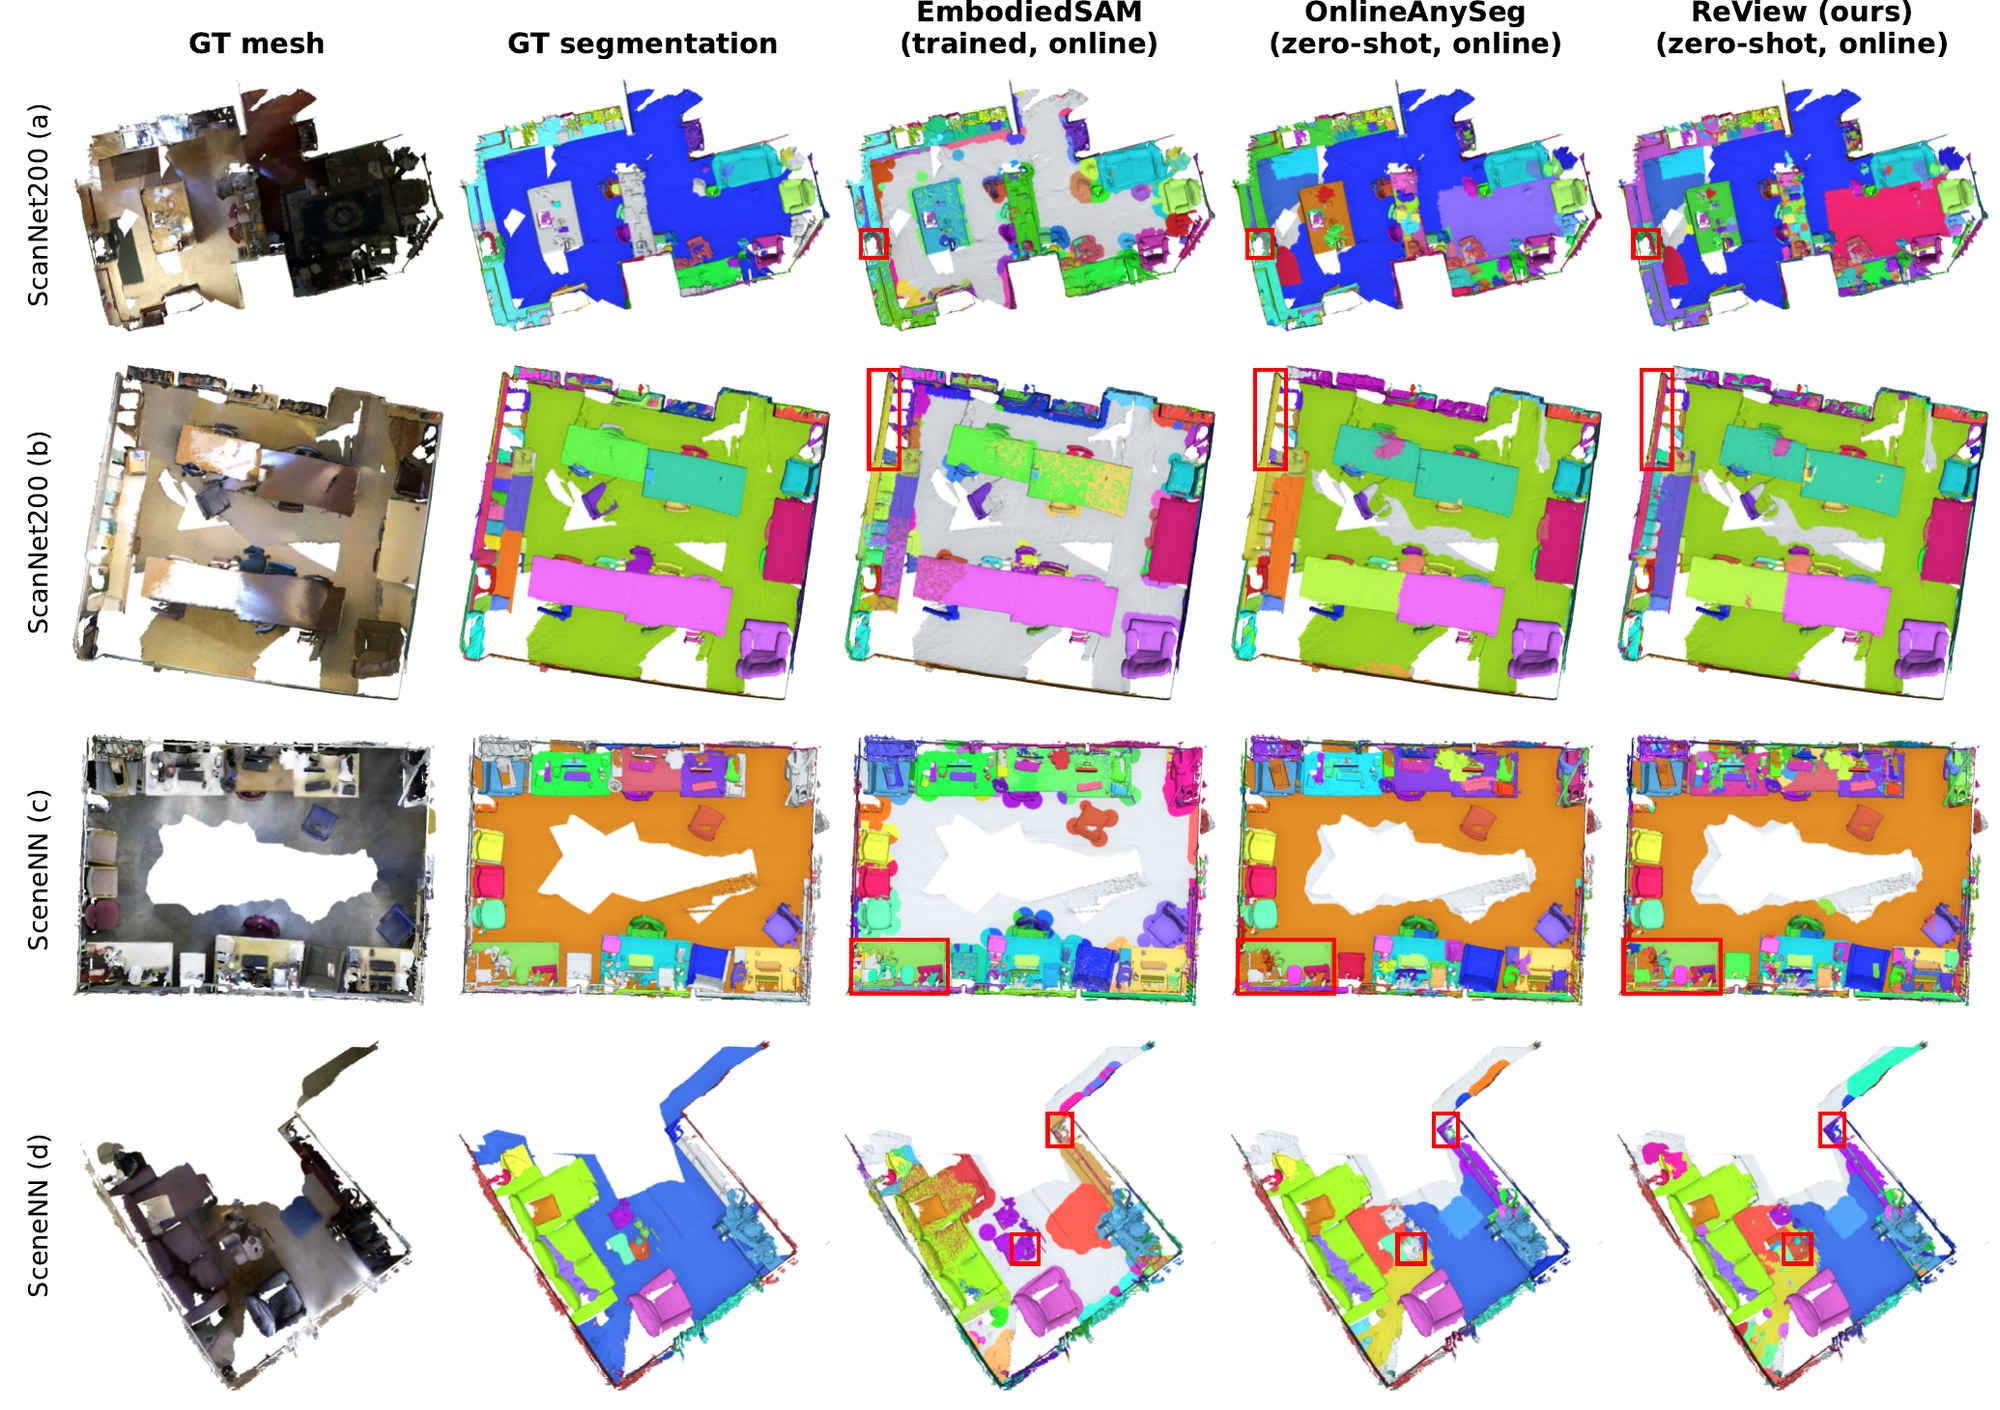 GT mesh
GT segmentation
EmbodiedSAM
(trained, online)
OnlineAnySeg
(zero-shot, online)
ReView (ours)
(zero-shot, online)
ScanNet200 (a)
ScanNet200 (b)
SceneNN (c)
SceneNN (d)